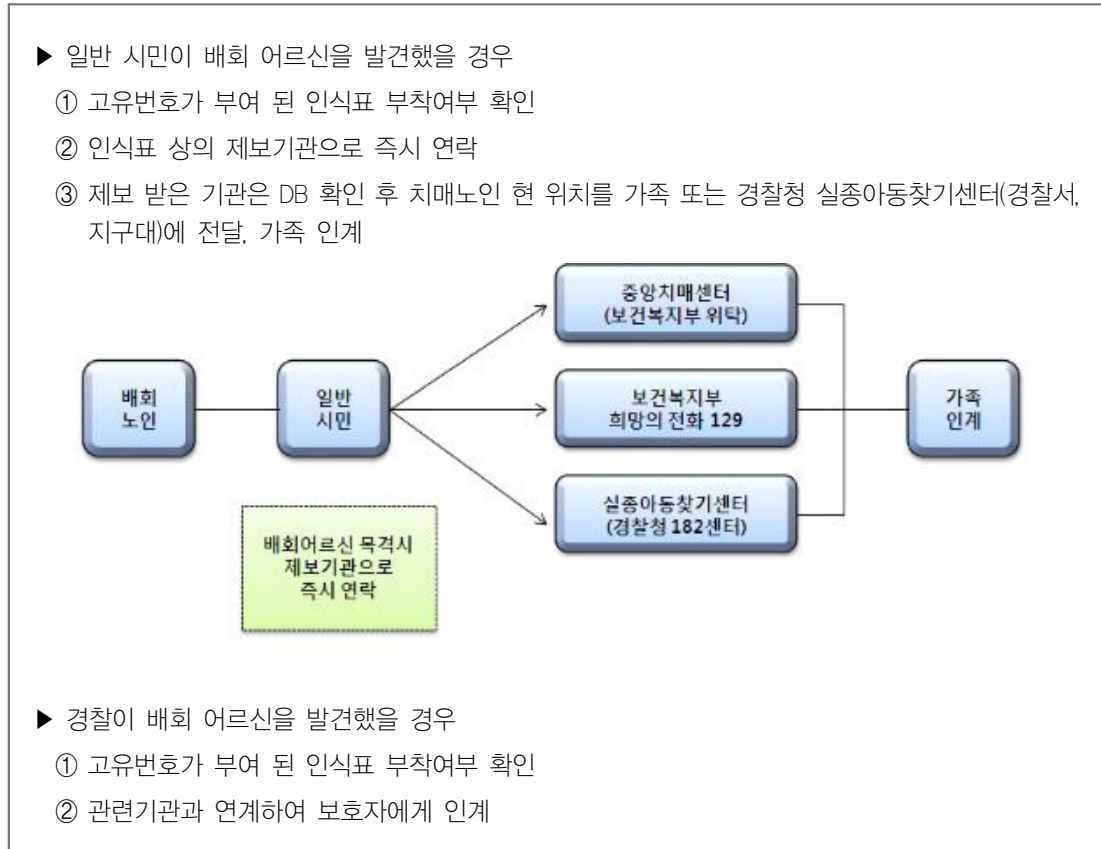 ▶ 일반 시민이 배회 어르신을 발견했을 경우
① 고유번호가 부여 된 인식표 부착여부 확인
② 인식표 상의 제보기관으로 즉시 연락
③ 제보 받은 기관은 DB 확인 후 치매노인 현 위치를 가족 또는 경찰청 실종아동찾기센터(경찰서,
지구대)에 전달, 가족 인계
중앙치매센터
(보건복지부 위탁)
배회
노인
일반
시민
보건복지부
희망의 전화 129
가족
인계
실종아동찾기센터
(경찰청 182센터)
배회어르신 목격시
제보기관으로
즉시 연락
▶ 경찰이 배회 어르신을 발견했을 경우
① 고유번호가 부여 된 인식표 부착여부 확인
② 관련기관과 연계하여 보호자에게 인계